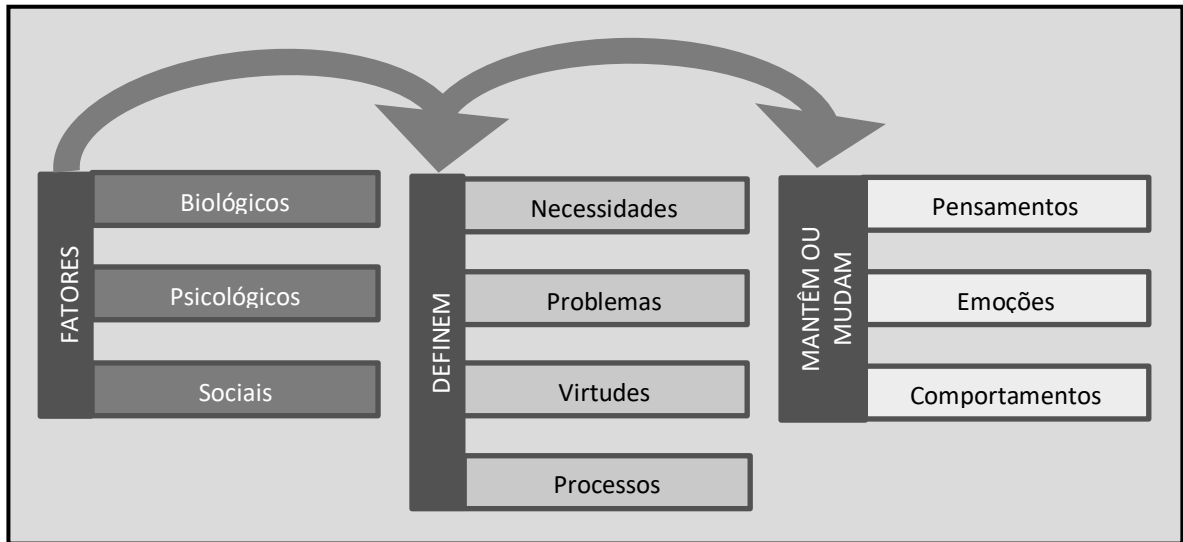 FATORES
Biológicos
Psicológicos
Sociais
DEFINEM
Necessidades
Problemas
Virtudes
Processos
MANTÊM OU
MUDAM
Pensamentos
Emoções
Comportamentos